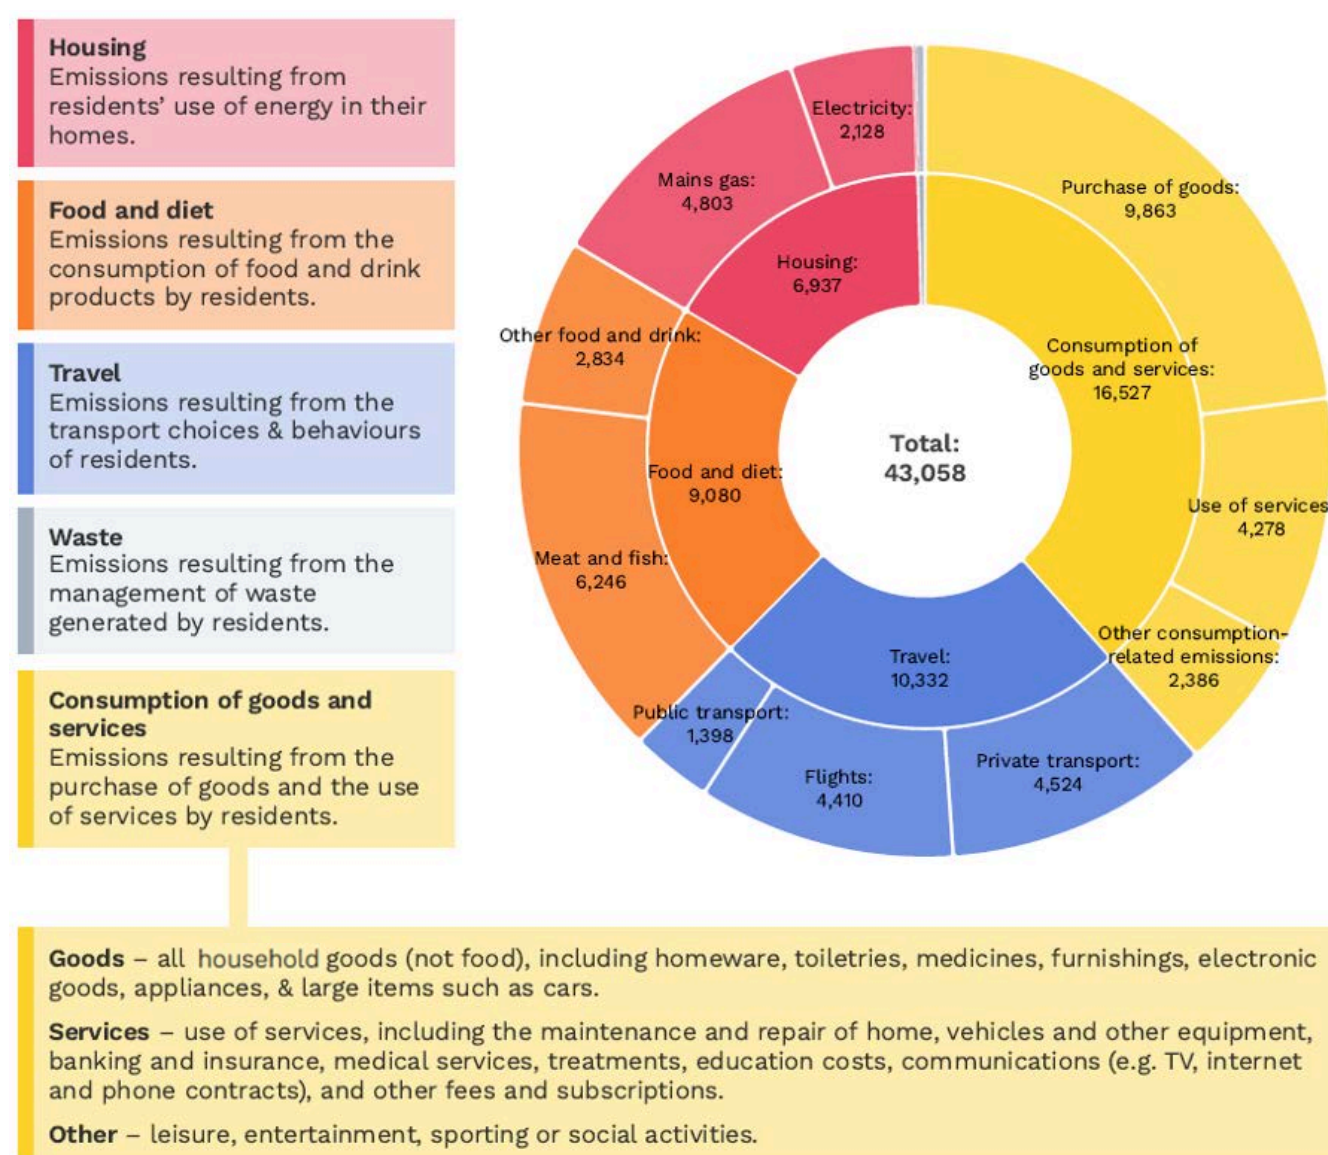 Housing
Emissions resulting from
residents’ use of energy in their
homes.
Food and diet
Emissions resulting from the
consumption of food and drink
products by residents.
Travel
Emissions resulting from the
transport choices & behaviours
of residents.
Waste
Emissions resulting from the
management of waste
generated by residents.
Consumption of goods and
services
Emissions resulting from the
purchase of goods and the use
of services by residents.
Electricity:
2,128
Mains gas:
4,803
Purchase of goods:
9,863
Housing:
6,937
Other food and drink:
2,834
Consumption of
goods and services:
16,527
Total:
43,058
Food and diet:
9,080
Use of services
4,278
Meat and fish:
6,246
Other consumption-
related emissions:
2,386
Travel:
10,332
Public transport:
1,398
Flights:
4,410
Private transport:
4,524
Goods – all household goods (not food), including homeware, toiletries, medicines, furnishings, electronic
goods, appliances, & large items such as cars.
Services – use of services, including the maintenance and repair of home, vehicles and other equipment,
banking and insurance, medical services, treatments, education costs, communications (e.g. TV, internet
and phone contracts), and other fees and subscriptions.
Other – leisure, entertainment, sporting or social activities.